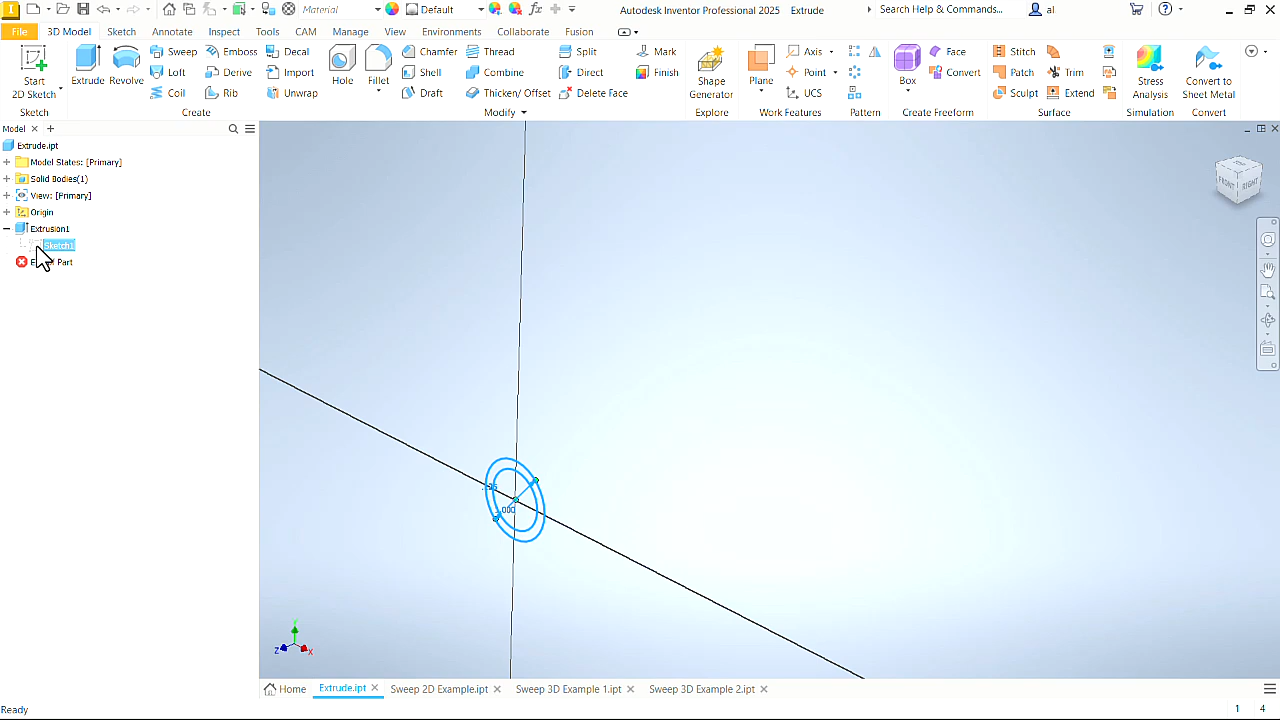 Material Default fx Autodesk Inventor Professional 2025 Extrude Search Help & Commands... al
File 3D Model Sketch Annotate Inspect Tools CAM Manage View Environments Collaborate Fusion
Start 2D Sketch Extrude Revolve Sweep Emboss Decal Hole Fillet Chamfer Thread Split Mark Shape Generator Plane Axis Box Face Stitch Stress Analysis Convert to Sheet Metal
Loft Derive Import Shell Combine Direct Finish Point Convert Patch Trim
Coil Rib Unwrap Draft Thicken/ Offset Delete Face UCS Sculpt Extend
Sketch Create Modify Explore Work Features Pattern Create Freeform Surface Simulation Convert
Model
Extrude.ipt
Model States: [Primary]
Solid Bodies(1)
View: [Primary]
Origin
Extrusion1
Sketch1
Part
FRONT RIGHT
.000
Y
Z X
Home Extrude.ipt Sweep 2D Example.ipt Sweep 3D Example 1.ipt Sweep 3D Example 2.ipt
Ready 1 4